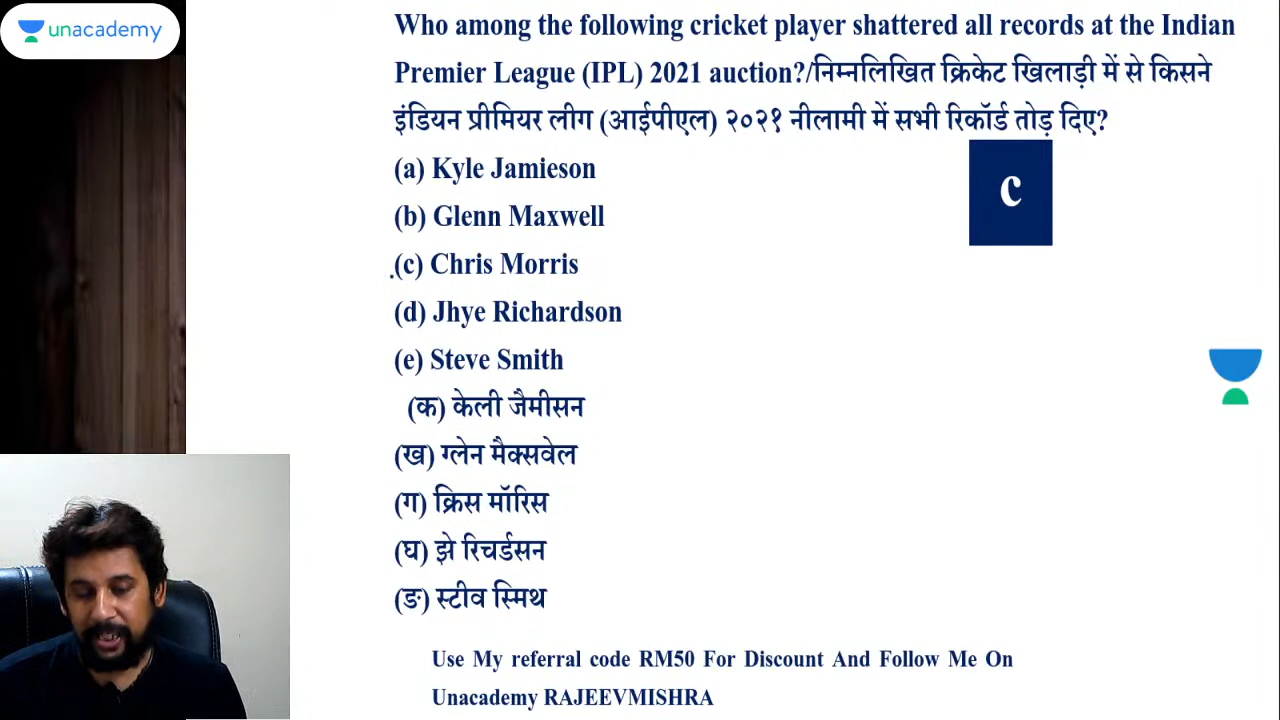 unacademy
Who among the following cricket player shattered all records at the Indian
Premier League (IPL) 2021 auction?/निम्नलिखित क्रिकेट खिलाड़ी में से किसने
इंडियन प्रीमियर लीग (आईपीएल) २०२१ नीलामी में सभी रिकॉर्ड तोड़ दिए?
(a) Kyle Jamieson
c
(b) Glenn Maxwell
(c) Chris Morris
(d) Jhye Richardson
(e) Steve Smith
(क) केली जैमीसन
(ख) ग्लेन मैक्सवेल
(ग) क्रिस मॉरिस
(घ) झे रिचर्डसन
(ङ) स्टीव स्मिथ
Use My referral code RM50 For Discount And Follow Me On
Unacademy RAJEEVMISHRA